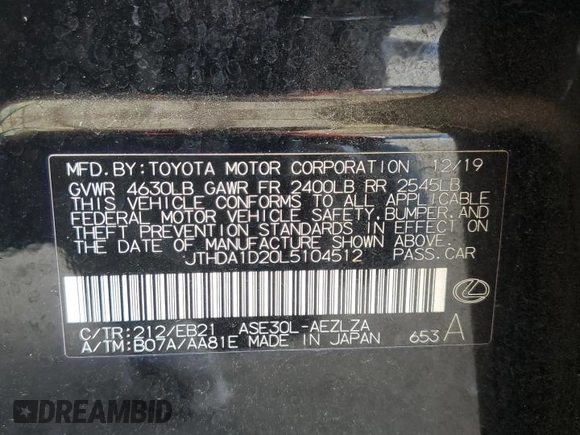 MFD.BY:TOYOTA MOTOR CORPORATION 12/19
GVWR 4630LB GAWR FR 2400LB RR 2545LB
THIS VEHICLE CONFORMS TO ALL APPLICABLE
FEDERAL MOTOR VEHICLE SAFETY,BUMPER,AND
THEFT PREVENTION STANDARDS IN EFFECT ON
THE DATE OF MANUFACTURE SHOWN ABOVE.
JTHDA1D20L5104512 PASS.CAR
C/TR:212/EB21 ASE30L-AEZLZA
A/TM:B07A/AA81E MADE IN JAPAN 653 A
DREAMBID